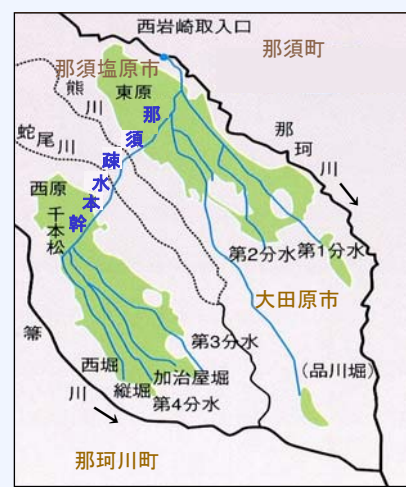 西岩崎取入口
那須町
那須塩原市
東原
熊川
蛇尾川
那須疎水本幹
那珂川
西原
千本松
第2分水
第1分水
大田原市
箒川
第3分水
加治屋堀
西堀
縦堀
第4分水
(品川堀)
那珂川町